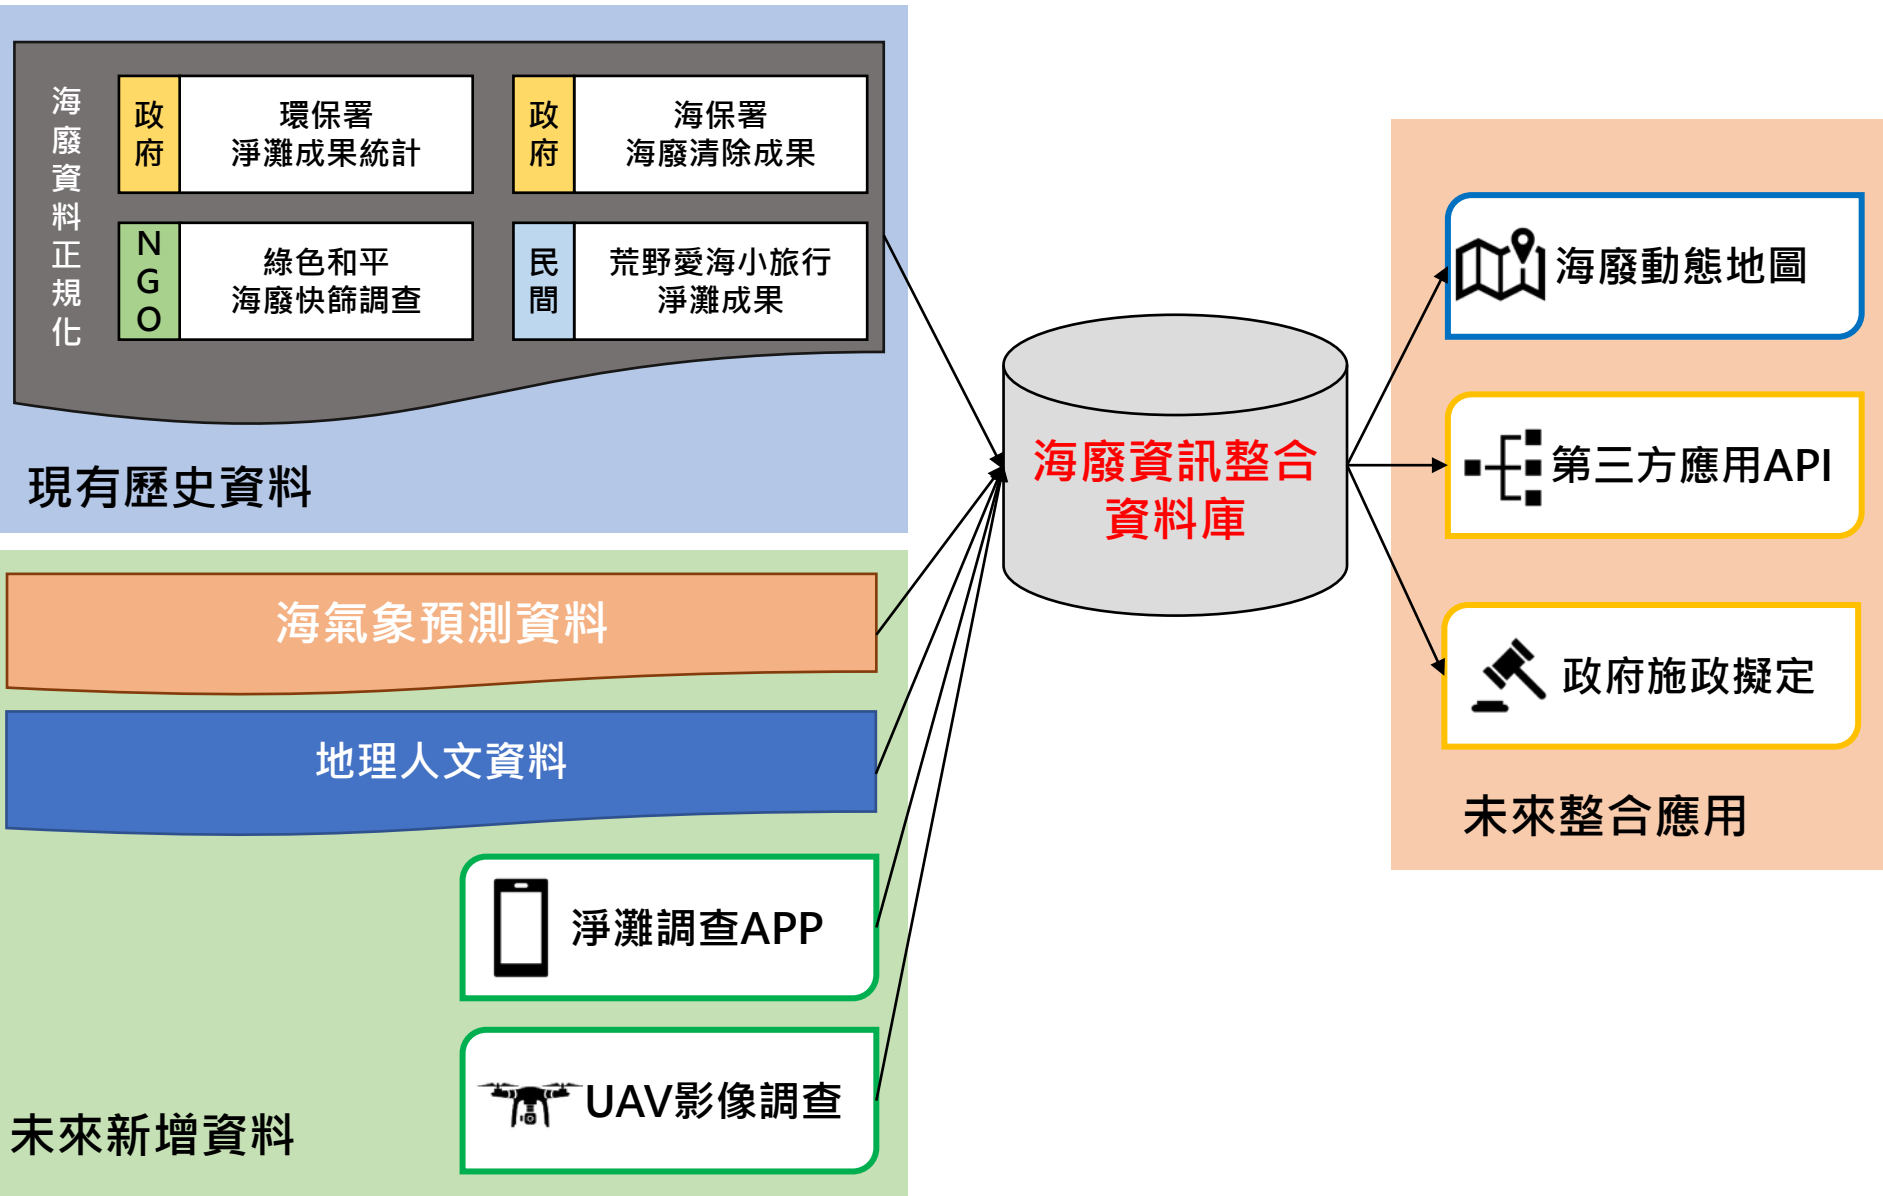 海廢資料正規化
政府
環保署
淨灘成果統計
政府
海保署
海廢清除成果
NGO
綠色和平
海廢快篩調查
民間
荒野愛海小旅行
淨灘成果
現有歷史資料
海氣象預測資料
地理人文資料
淨灘調查APP
UAV影像調查
未來新增資料
海廢資訊整合
資料庫
海廢動態地圖
第三方應用API
政府施政擬定
未來整合應用